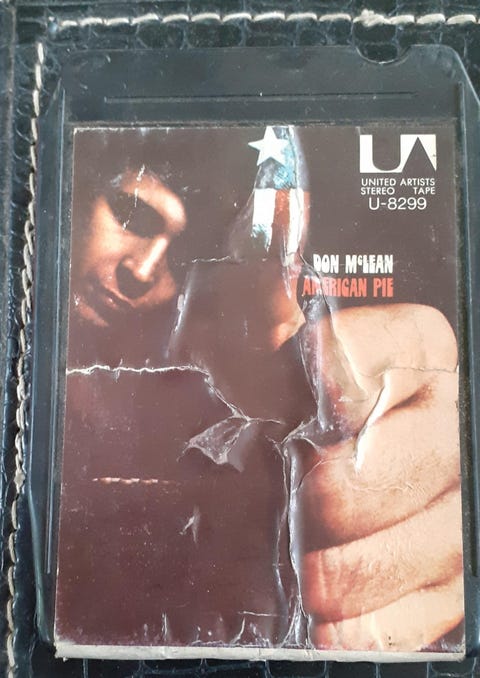 UA
UNITED ARTISTS
STEREO TAPE
U-8299
DON McLEAN
AMERICAN PIE